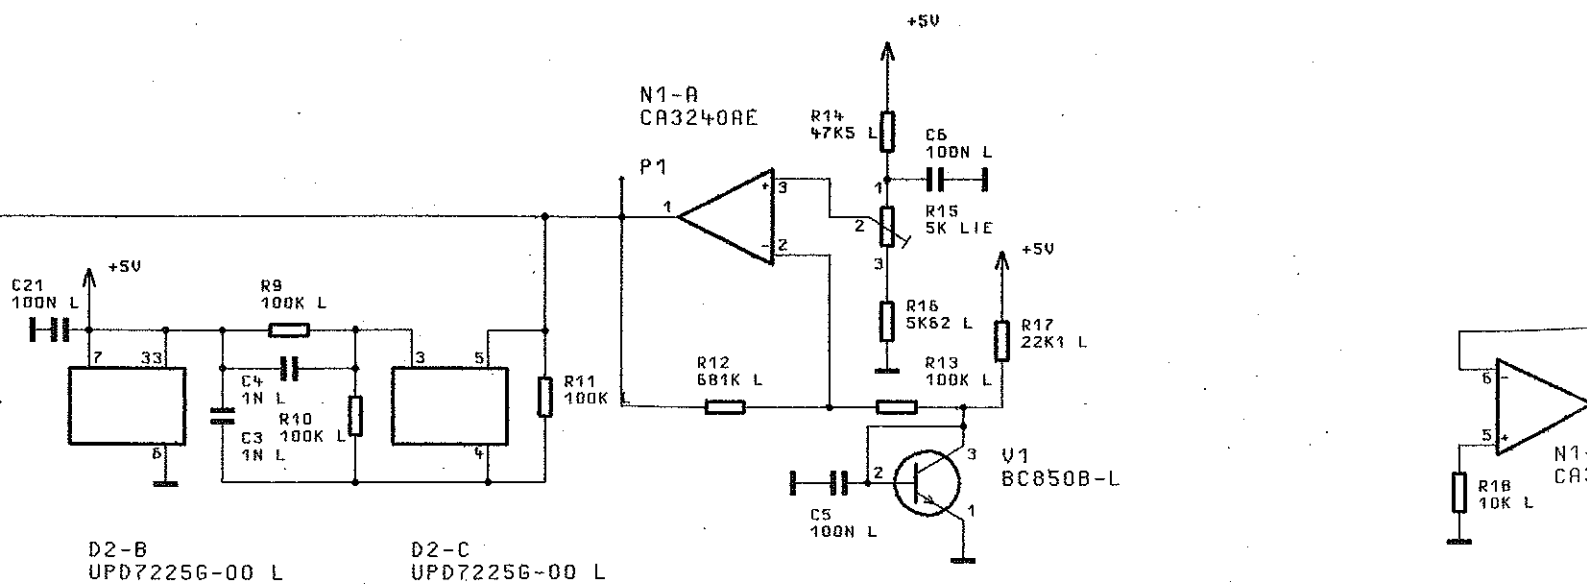 +5V
N1-A
CA3240AE
R14
47K5 L
C6
100N L
P1
1
+
3
1
2
R15
5K LIE
-
2
3
+5V
+5V
C21
100N L
R9
100K L
R16
5K62 L
R17
22K1 L
7
33
3
5
R12
681K L
R13
100K L
R11
100K
C4
1N L
R10
100K L
C3
1N L
6
4
6
-
5
+
N1-
CA3
R18
10K L
2
3
V1
BC850B-L
1
C5
100N L
D2-B
UPD7225G-00 L
D2-C
UPD7225G-00 L